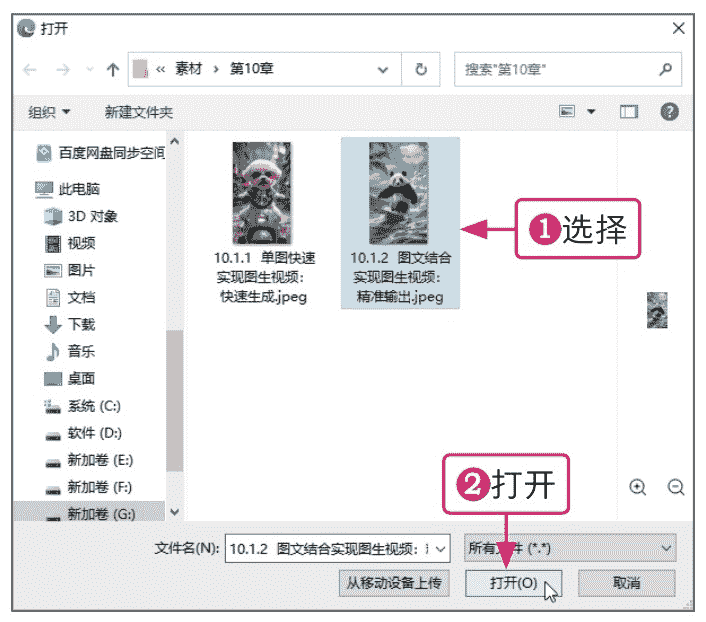 打开
« 素材 › 第10章
搜索"第10章"
组织
新建文件夹
百度网盘同步空间
此电脑
3D 对象
视频
图片
文档
下载
音乐
桌面
系统 (C:)
软件 (D:)
新加卷 (E:)
新加卷 (F:)
新加卷 (G:)
10.1.1 单图快速
实现图生视频：
快速生成.jpeg
10.1.2 图文结合
实现图生视频：
精准输出.jpeg
❶选择
❷打开
文件名(N):
10.1.2 图文结合实现图生视频：
所有文件 (*.*)
从移动设备上传
打开(O)
取消